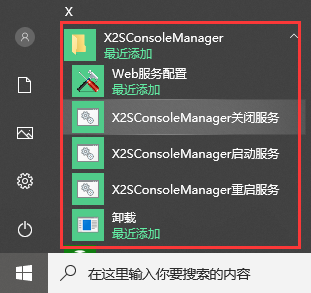 X
X2SConsoleManager
最近添加
Web服务配置
最近添加
X2SConsoleManager关闭服务
X2SConsoleManager启动服务
X2SConsoleManager重启服务
卸载
最近添加
在这里输入你要搜索的内容